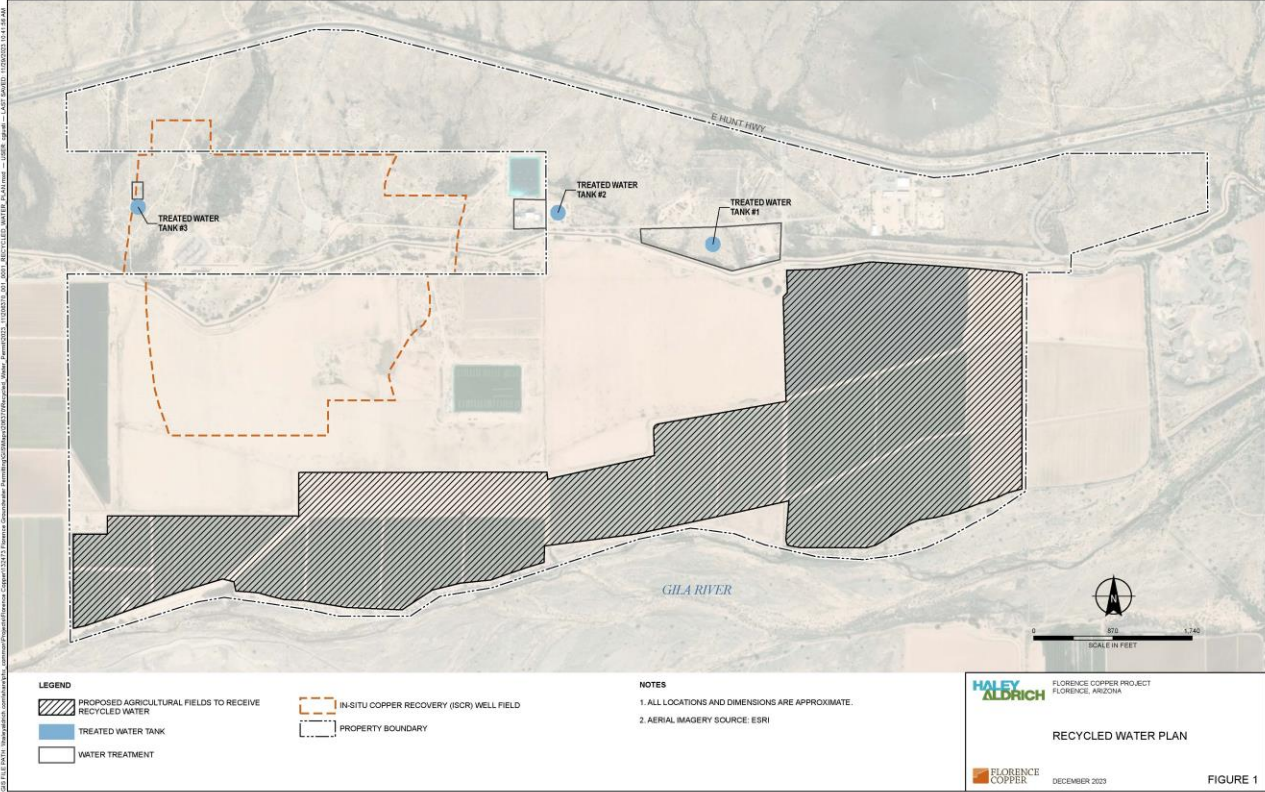 E HUNT HWY
TREATED WATER
TANK #2
TREATED WATER
TANK #1
TREATED WATER
TANK #3
GILA RIVER
N
0 870 1,740
SCALE IN FEET
LEGEND
PROPOSED AGRICULTURAL FIELDS TO RECEIVE
RECYCLED WATER
TREATED WATER TANK
WATER TREATMENT
IN-SITU COPPER RECOVERY (ISCR) WELL FIELD
PROPERTY BOUNDARY
NOTES
1. ALL LOCATIONS AND DIMENSIONS ARE APPROXIMATE.
2. AERIAL IMAGERY SOURCE: ESRI
HALEY
ALDRICH
FLORENCE COPPER PROJECT
FLORENCE, ARIZONA
RECYCLED WATER PLAN
FLORENCE
COPPER
DECEMBER 2023
FIGURE 1